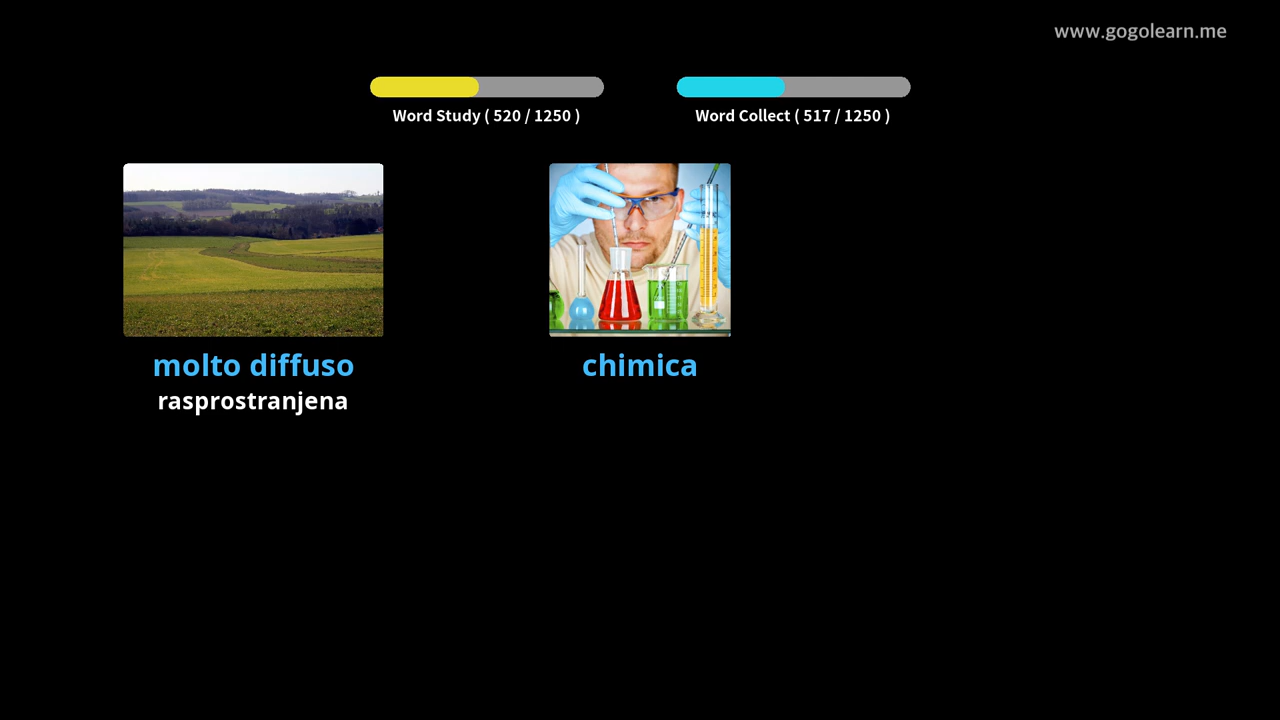 www.gogolearn.me
Word Study ( 520 / 1250 )
Word Collect ( 517 / 1250 )
molto diffuso
chimica
rasprostranjena